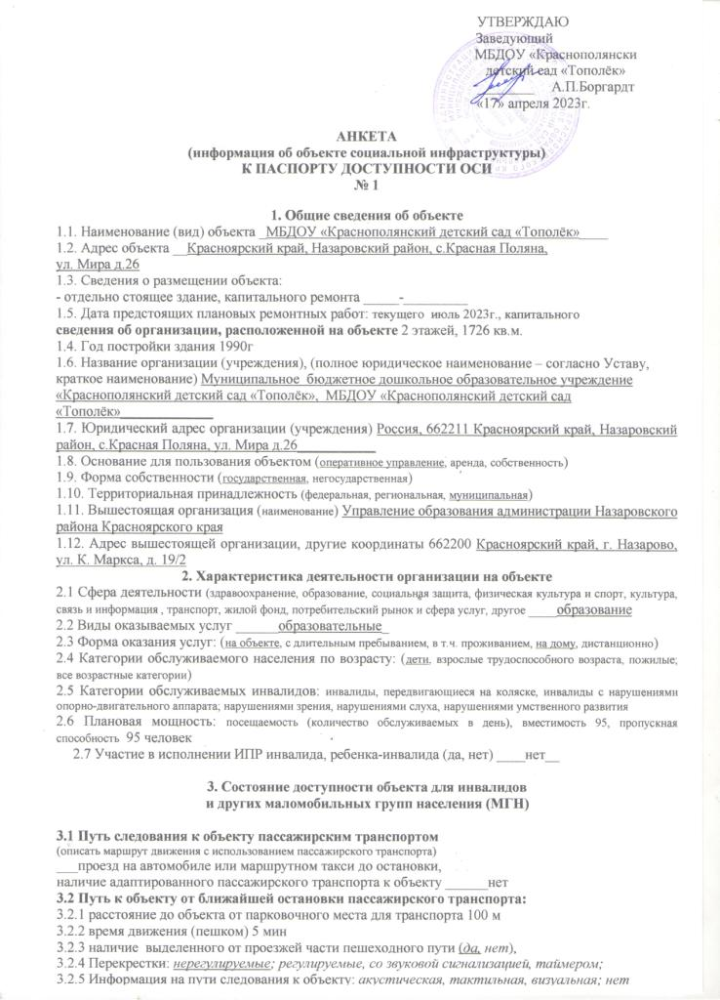 УТВЕРЖДАЮ
Заведующий
МБДОУ «Краснополянски
детский сад «Тополёк»
А.П.Боргардт
«17» апреля 2023г.
АНКЕТА
(информация об объекте социальной инфраструктуры)
К ПАСПОРТУ ДОСТУПНОСТИ ОСИ
№ 1
1. Общие сведения об объекте
1.1. Наименование (вид) объекта _МБДОУ «Краснополянский детский сад «Тополёк»____
1.2. Адрес объекта __Красноярский край, Назаровский район, с.Красная Поляна,
ул. Мира д.26
1.3. Сведения о размещении объекта:
- отдельно стоящее здание, капитального ремонта _____-_________
1.5. Дата предстоящих плановых ремонтных работ: текущего июль 2023г., капитального
сведения об организации, расположенной на объекте 2 этажей, 1726 кв.м.
1.4. Год постройки здания 1990г
1.6. Название организации (учреждения), (полное юридическое наименование – согласно Уставу,
краткое наименование) Муниципальное бюджетное дошкольное образовательное учреждение
«Краснополянский детский сад «Тополёк», МБДОУ «Краснополянский детский сад
«Тополёк»_____________
1.7. Юридический адрес организации (учреждения) Россия, 662211 Красноярский край, Назаровский
район, с.Красная Поляна, ул. Мира д.26___________
1.8. Основание для пользования объектом (оперативное управление, аренда, собственность)
1.9. Форма собственности (государственная, негосударственная)
1.10. Территориальная принадлежность (федеральная, региональная, муниципальная)
1.11. Вышестоящая организация (наименование) Управление образования администрации Назаровского
района Красноярского края
1.12. Адрес вышестоящей организации, другие координаты 662200 Красноярский край, г. Назарово,
ул. К. Маркса, д. 19/2
2. Характеристика деятельности организации на объекте
2.1 Сфера деятельности (здравоохранение, образование, социальная защита, физическая культура и спорт, культура,
связь и информация , транспорт, жилой фонд, потребительский рынок и сфера услуг, другое ____образование
2.2 Виды оказываемых услуг ______образовательные_
2.3 Форма оказания услуг: (на объекте, с длительным пребыванием, в т.ч. проживанием, на дому, дистанционно)
2.4 Категории обслуживаемого населения по возрасту: (дети, взрослые трудоспособного возраста, пожилые;
все возрастные категории)
2.5 Категории обслуживаемых инвалидов: инвалиды, передвигающиеся на коляске, инвалиды с нарушениями
опорно-двигательного аппарата; нарушениями зрения, нарушениями слуха, нарушениями умственного развития
2.6 Плановая мощность: посещаемость (количество обслуживаемых в день), вместимость 95, пропускная
способность 95 человек
2.7 Участие в исполнении ИПР инвалида, ребенка-инвалида (да, нет) ____нет__
3. Состояние доступности объекта для инвалидов
и других маломобильных групп населения (МГН)
3.1 Путь следования к объекту пассажирским транспортом
(описать маршрут движения с использованием пассажирского транспорта)
___проезд на автомобиле или маршрутном такси до остановки,
наличие адаптированного пассажирского транспорта к объекту ______нет
3.2 Путь к объекту от ближайшей остановки пассажирского транспорта:
3.2.1 расстояние до объекта от парковочного места для транспорта 100 м
3.2.2 время движения (пешком) 5 мин
3.2.3 наличие выделенного от проезжей части пешеходного пути (да, нет),
3.2.4 Перекрестки: нерегулируемые; регулируемые, со звуковой сигнализацией, таймером;
3.2.5 Информация на пути следования к объекту: акустическая, тактильная, визуальная; нет